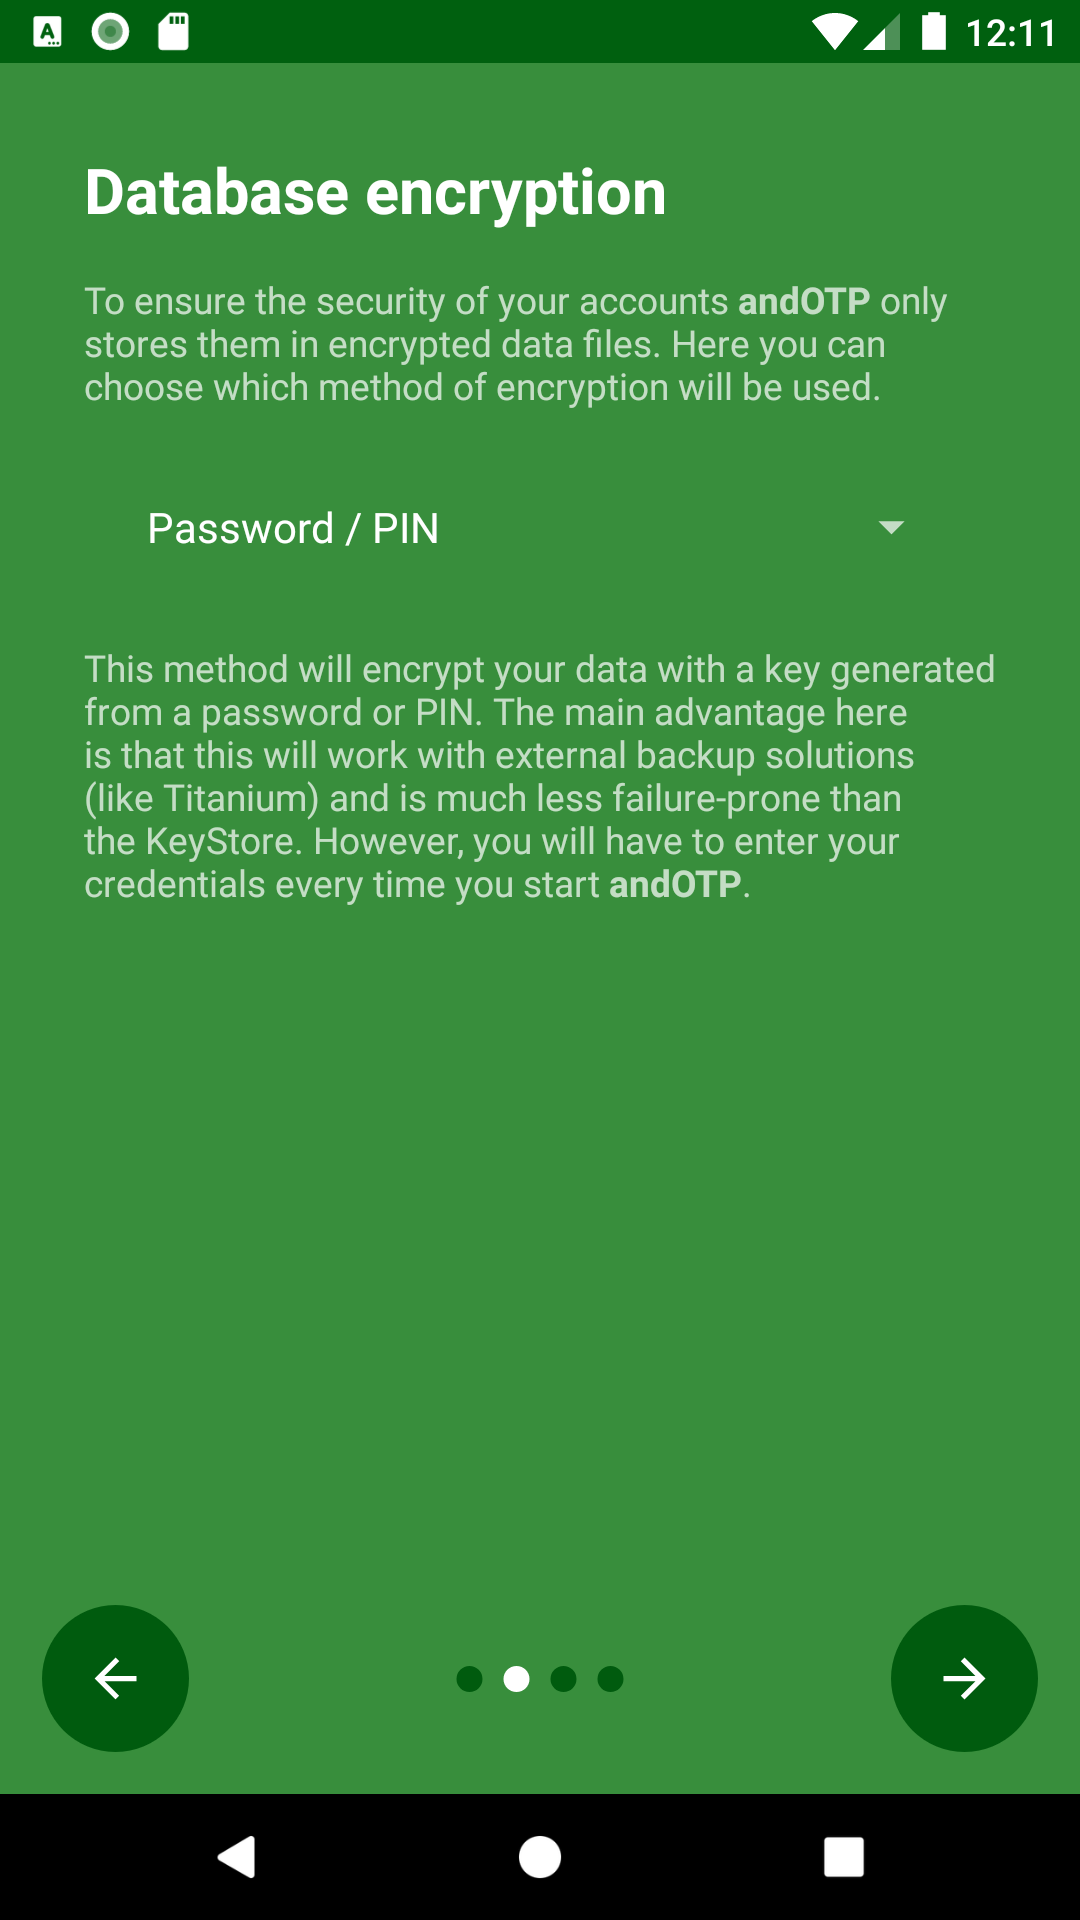 12:11
Database encryption
To ensure the security of your accounts andOTP only
stores them in encrypted data files. Here you can
choose which method of encryption will be used.
Password / PIN
This method will encrypt your data with a key generated
from a password or PIN. The main advantage here
is that this will work with external backup solutions
(like Titanium) and is much less failure-prone than
the KeyStore. However, you will have to enter your
credentials every time you start andOTP.